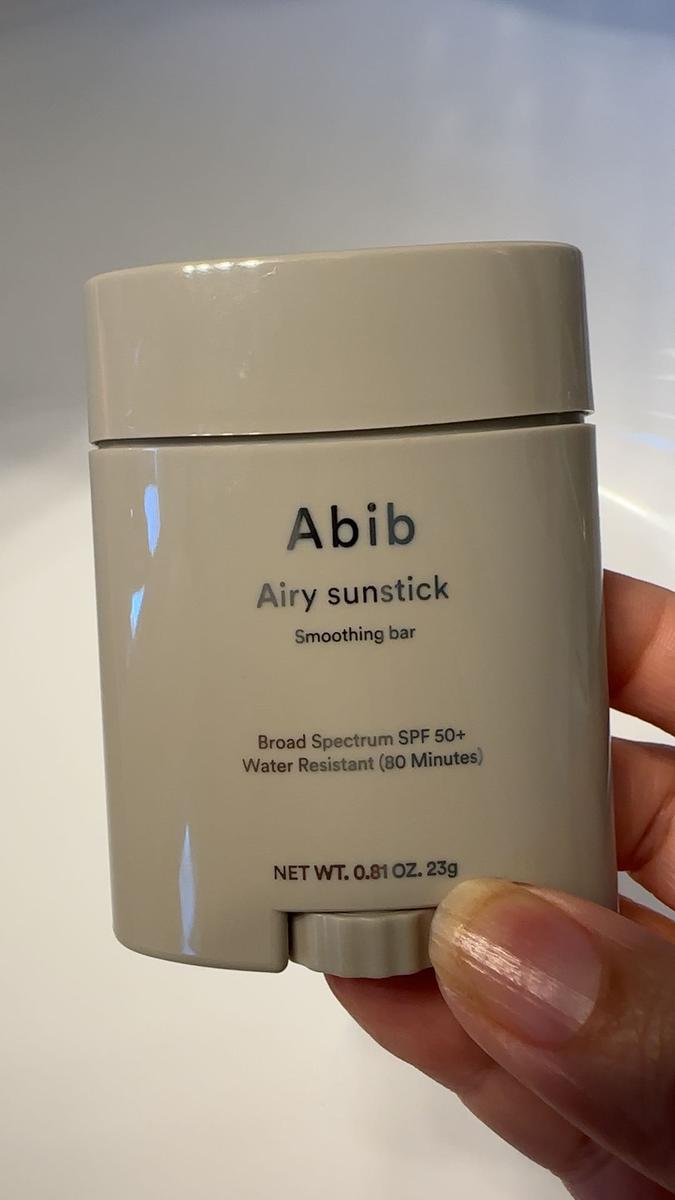 Abib
Airy sunstick
Smoothing bar
Broad Spectrum SPF 50+
Water Resistant (80 Minutes)
NET WT. 0.81 OZ. 23g